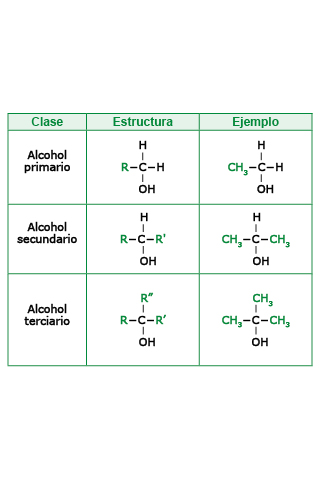 Clase Estructura Ejemplo
Alcohol primario
H
R–C–H
OH
H
CH3–C–H
OH
Alcohol secundario
H
R–C–R'
OH
H
CH3–C–CH3
OH
Alcohol terciario
R″
R–C–R′
OH
CH3
CH3–C–CH3
OH